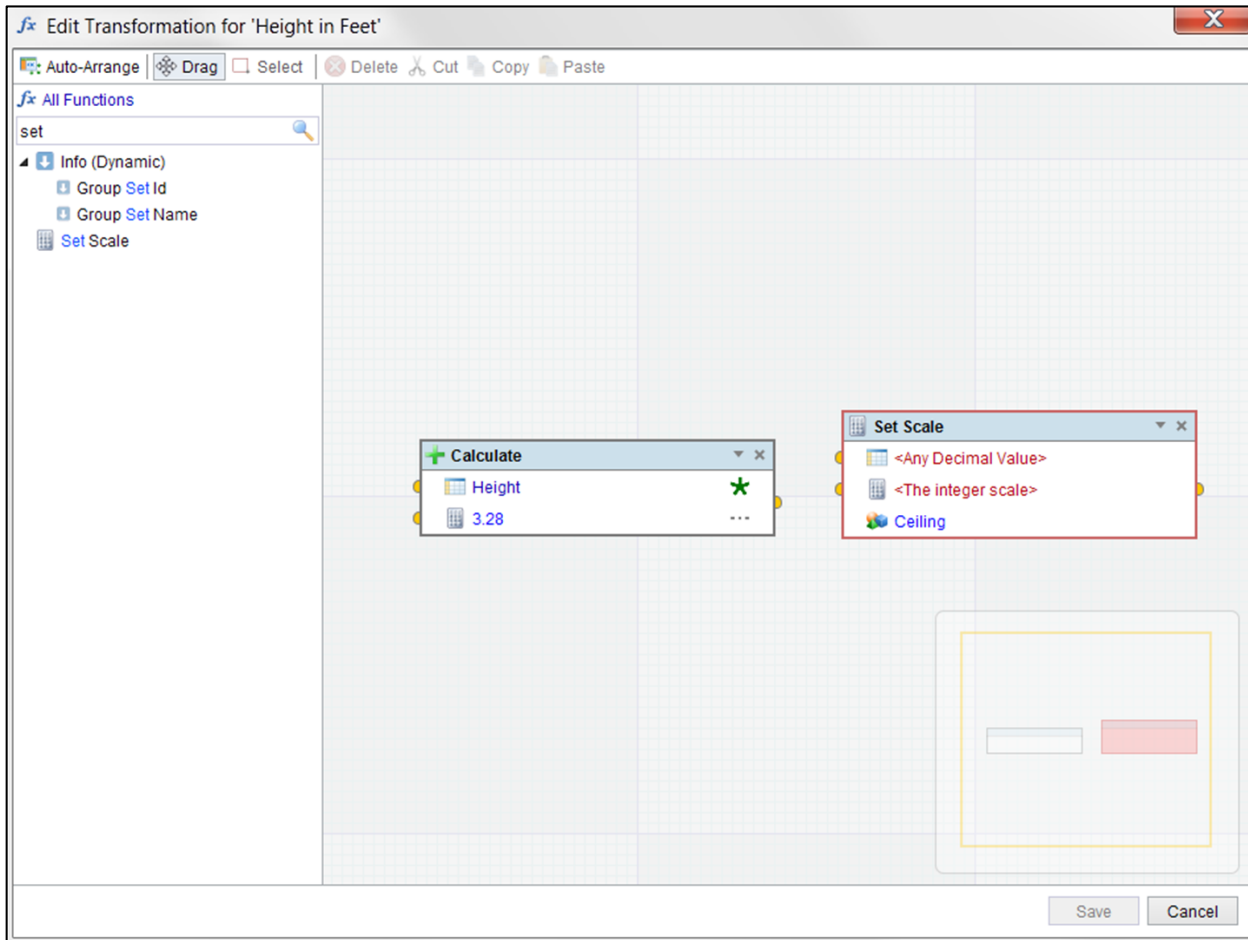 fx Edit Transformation for 'Height in Feet'
Auto-Arrange Drag Select Delete Cut Copy Paste
fx All Functions
set
Info (Dynamic)
Group Set Id
Group Set Name
Set Scale
Calculate
Height *
3.28 ...
Set Scale
<Any Decimal Value>
<The integer scale>
Ceiling
Save Cancel